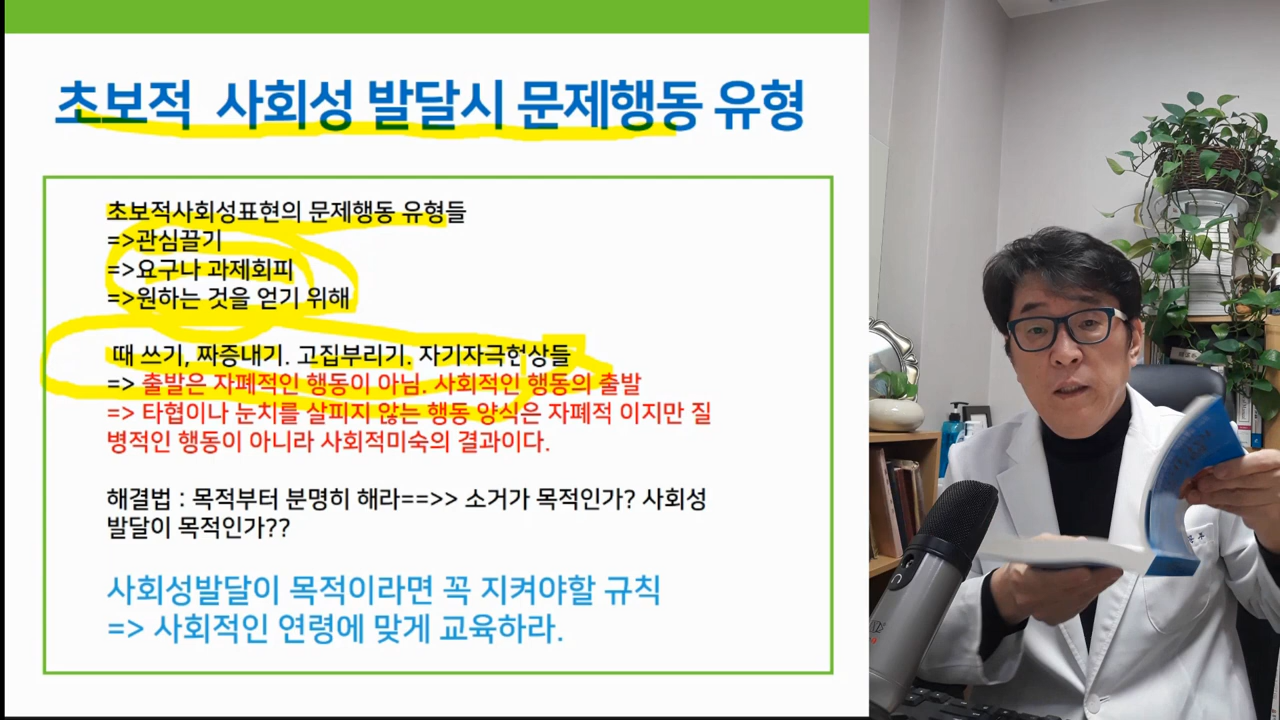 초보적 사회성 발달시 문제행동 유형
초보적사회성표현의 문제행동 유형들
=>관심끌기
=>요구나 과제회피
=>원하는 것을 얻기 위해
때 쓰기, 짜증내기. 고집부리기. 자기자극현상들
=> 출발은 자폐적인 행동이 아님. 사회적인 행동의 출발
=> 타협이나 눈치를 살피지 않는 행동 양식은 자폐적 이지만 질
병적인 행동이 아니라 사회적미숙의 결과이다.
해결법 : 목적부터 분명히 해라==>> 소거가 목적인가? 사회성
발달이 목적인가??
사회성발달이 목적이라면 꼭 지켜야할 규칙
=> 사회적인 연령에 맞게 교육하라.